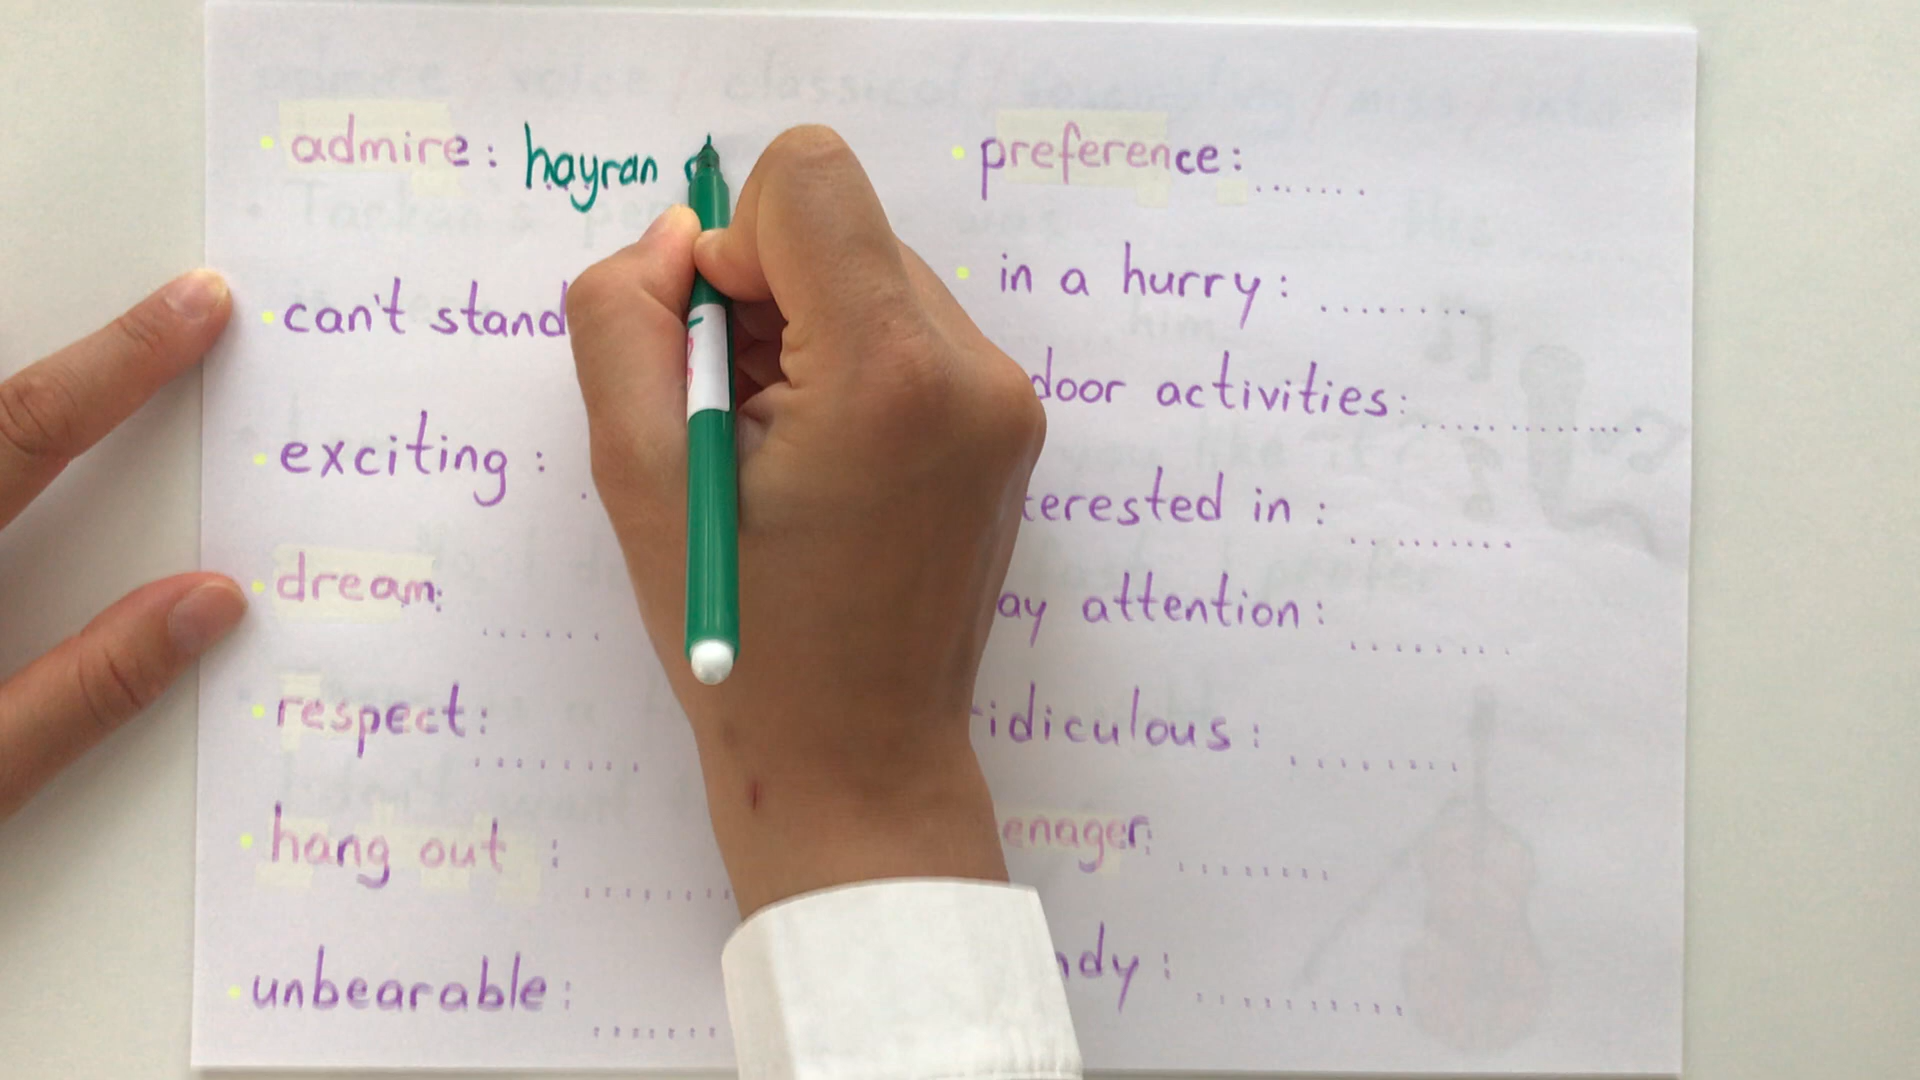 admire: hayran
can't stand
exciting:
dream:
respect: ........
hang out :
unbearable:
preference: .......
in a hurry: ........
door activities: ............
terested in : .........
ay attention: ........
idiculous: ........
enager: ........
dy: ..........